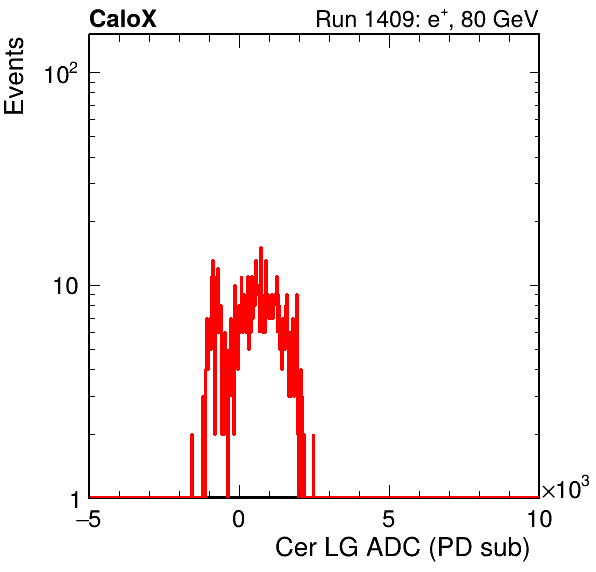 CaloX Run 1409: e⁺, 80 GeV
Events
10²
10
1
−5 0 5 10
×10³
Cer LG ADC (PD sub)